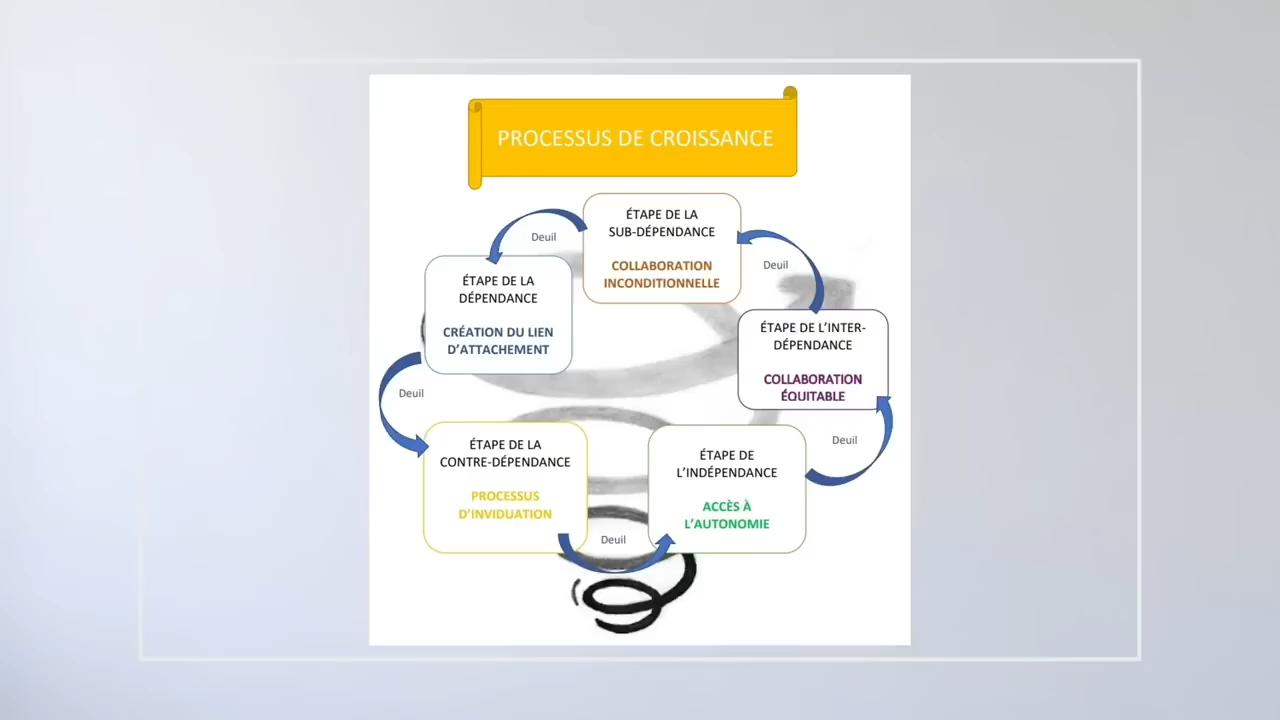 PROCESSUS DE CROISSANCE
ÉTAPE DE LA
SUB-DÉPENDANCE
COLLABORATION
INCONDITIONNELLE
Deuil
ÉTAPE DE LA
DÉPENDANCE
CRÉATION DU LIEN
D’ATTACHEMENT
Deuil
ÉTAPE DE LA
CONTRE-DÉPENDANCE
PROCESSUS
D’INVIDUATION
Deuil
ÉTAPE DE
L’INDÉPENDANCE
ACCÈS À
L’AUTONOMIE
Deuil
ÉTAPE DE L’INTER-
DÉPENDANCE
COLLABORATION
ÉQUITABLE
Deuil